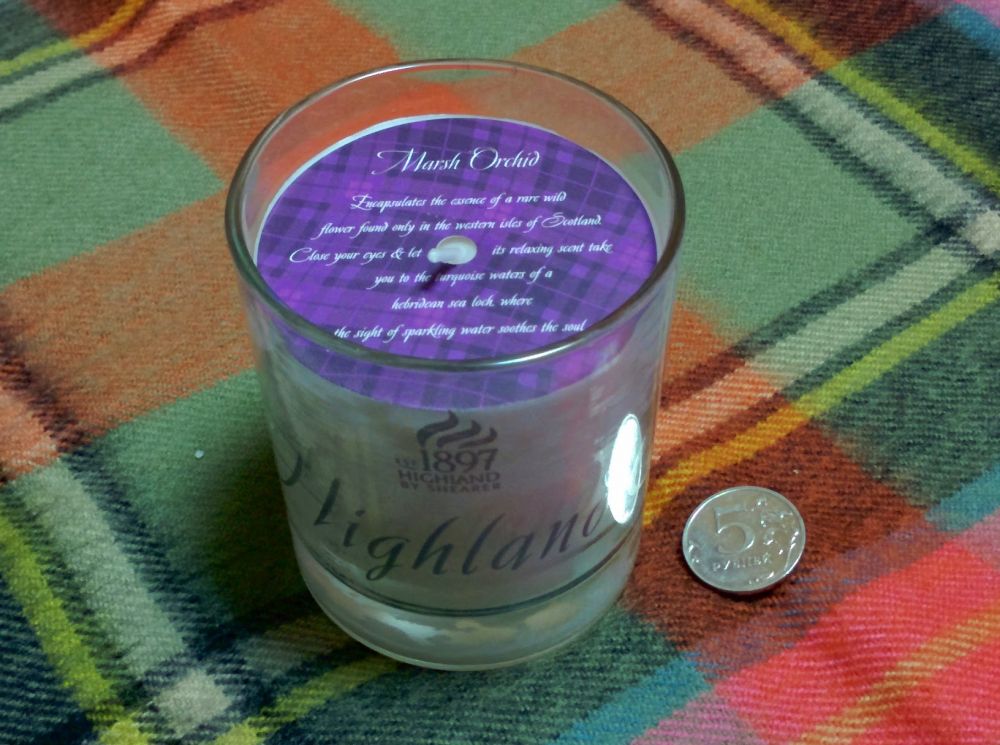 Marsh Orchid
Encapsulates the essence of a rare wild
flower found only in the western isles of Scotland.
Close your eyes & let its relaxing scent take
you to the turquoise waters of a
hebridean sea loch, where
the sight of sparkling water soothes the soul
EST 1897
HIGHLAND
BY SHEARER
Highland
5
РУБЛЕЙ